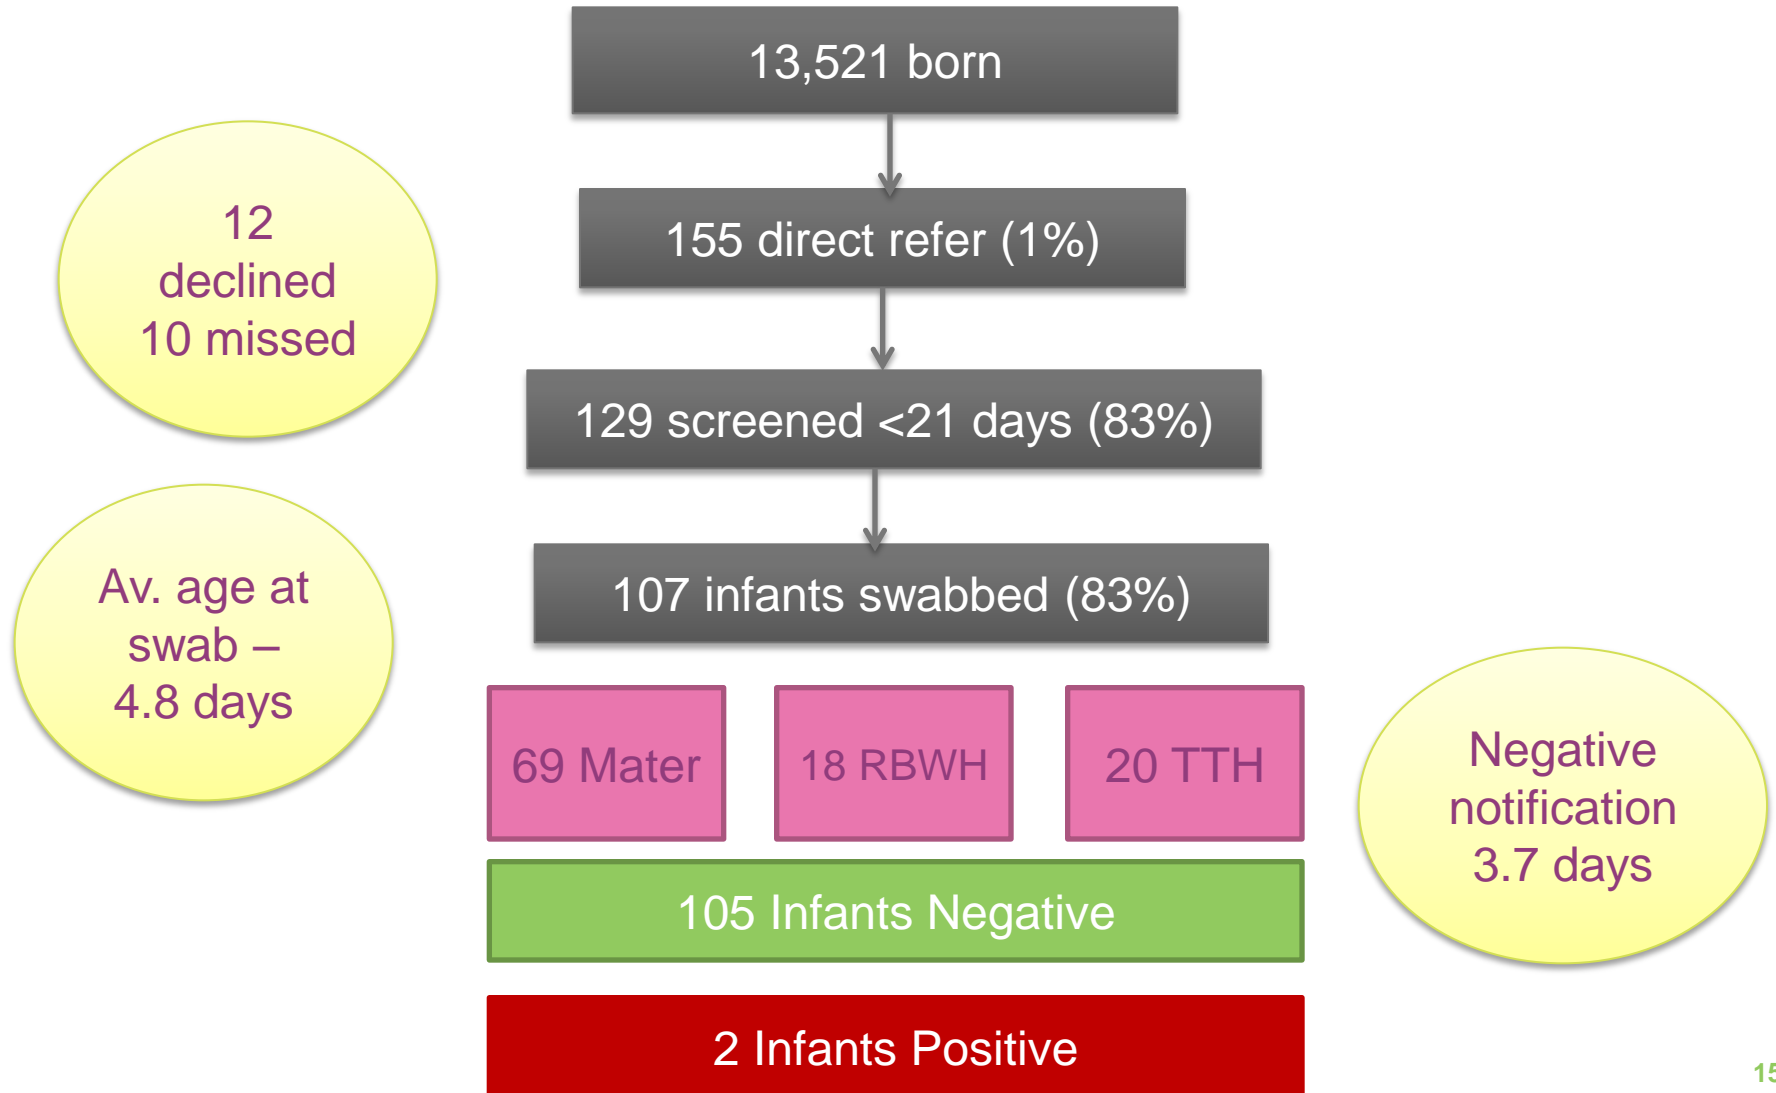 13,521 born
12
declined
10 missed
155 direct refer (1%)
129 screened <21 days (83%)
Av. age at
swab –
4.8 days
107 infants swabbed (83%)
69 Mater
18 RBWH
20 TTH
Negative
notification
3.7 days
105 Infants Negative
2 Infants Positive
15